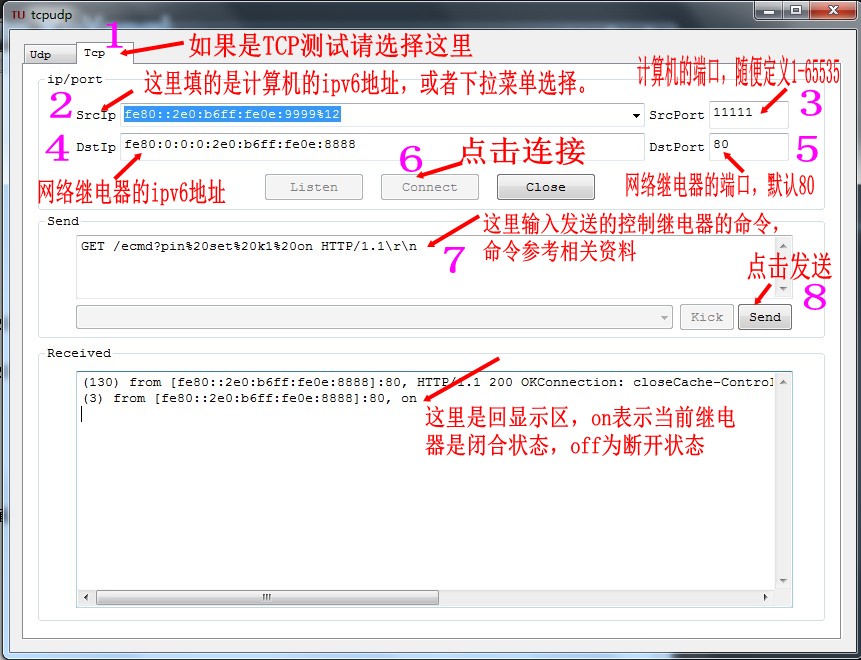 TU tcpudp
1
Udp
Tcp
如果是TCP测试请选择这里
ip/port
这里填的是计算机的ipv6地址，或者下拉菜单选择。
计算机的端口，随便定义1-65535
2
SrcIp
fe80::2e0:b6ff:fe0e:9999%12
SrcPort
11111
3
4
DstIp
fe80:0:0:0:2e0:b6ff:fe0e:8888
DstPort
80
5
6
点击连接
网络继电器的ipv6地址
Listen
Connect
Close
网络继电器的端口，默认80
Send
GET /ecmd?pin%20set%20k1%20on HTTP/1.1\r\n
7
这里输入发送的控制继电器的命令，
命令参考相关资料
点击发送
8
Kick
Send
Received
(130) from [fe80::2e0:b6ff:fe0e:8888]:80, HTTP/1.1 200 OKConnection: closeCache-Control
(3) from [fe80::2e0:b6ff:fe0e:8888]:80, on
这里是回显示区，on表示当前继电
器是闭合状态，off为断开状态